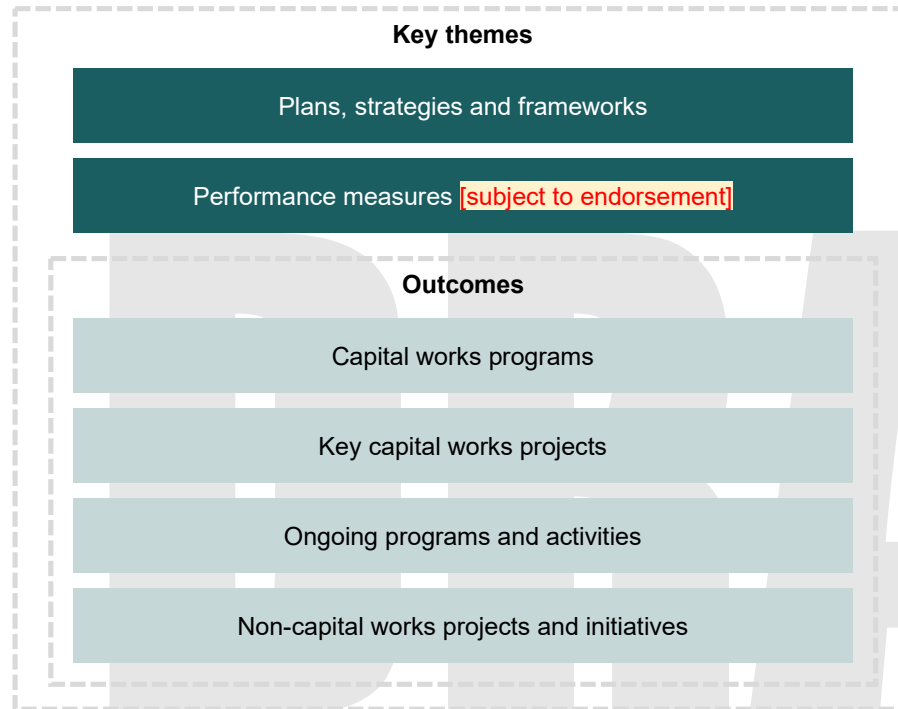 Key themes
Plans, strategies and frameworks
Performance measures [subject to endorsement]
Outcomes
Capital works programs
Key capital works projects
Ongoing programs and activities
Non-capital works projects and initiatives